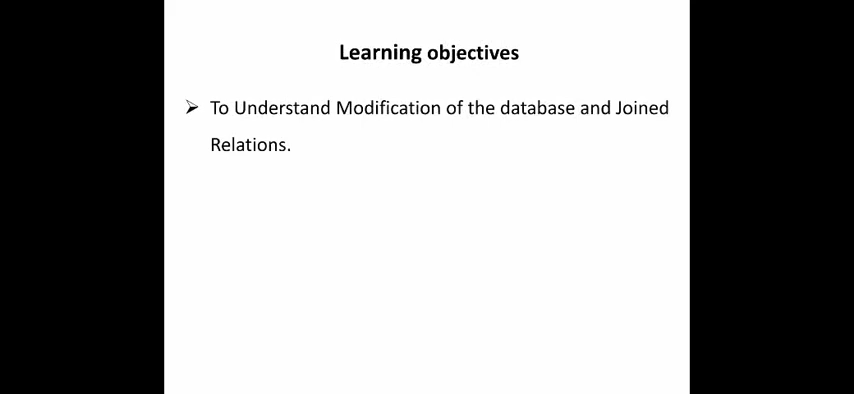 Learning objectives
➢ To Understand Modification of the database and Joined
Relations.